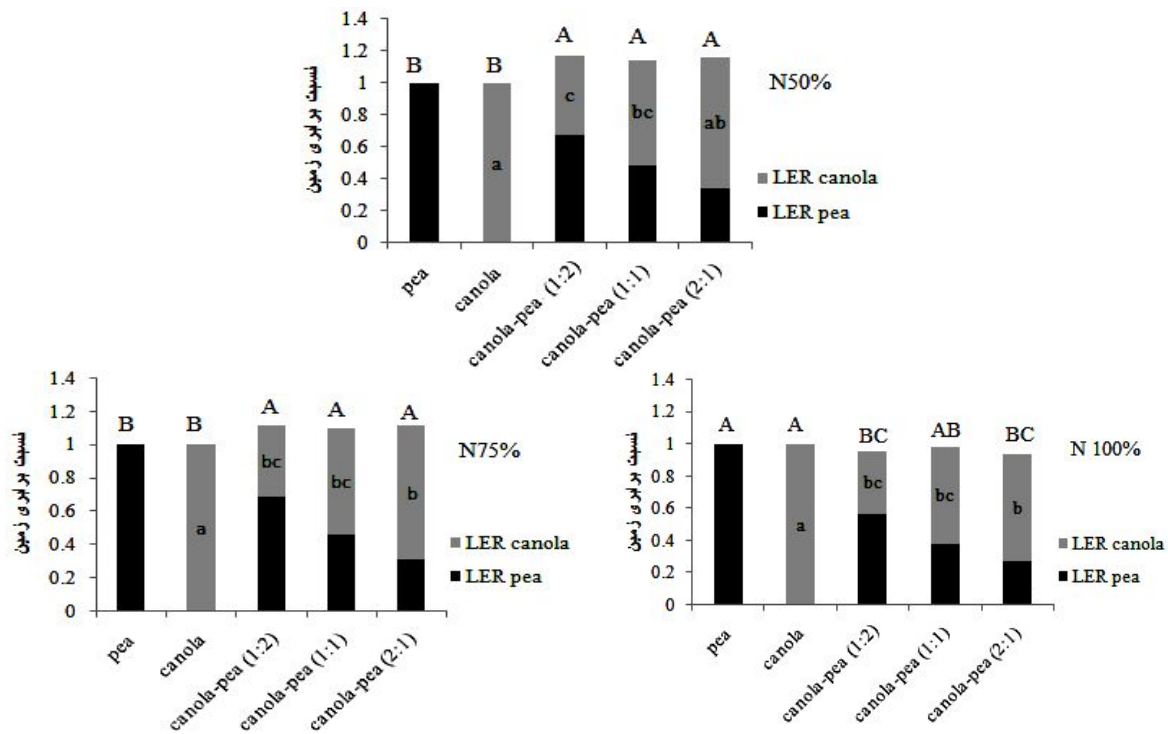 نسبت برابری زمین
1.4
1.2
1
0.8
0.6
0.4
0.2
0
B
B
A
A
A
a
c
bc
ab
N50%
LER canola
LER pea
pea
canola
canola-pea (1:2)
canola-pea (1:1)
canola-pea (2:1)
نسبت برابری زمین
1.4
1.2
1
0.8
0.6
0.4
0.2
0
B
B
A
A
A
a
bc
bc
b
N75%
LER canola
LER pea
pea
canola
canola-pea (1:2)
canola-pea (1:1)
canola-pea (2:1)
نسبت برابری زمین
1.4
1.2
1
0.8
0.6
0.4
0.2
0
A
A
BC
AB
BC
a
bc
bc
b
N 100%
LER canola
LER pea
pea
canola
canola-pea (1:2)
canola-pea (1:1)
canola-pea (2:1)